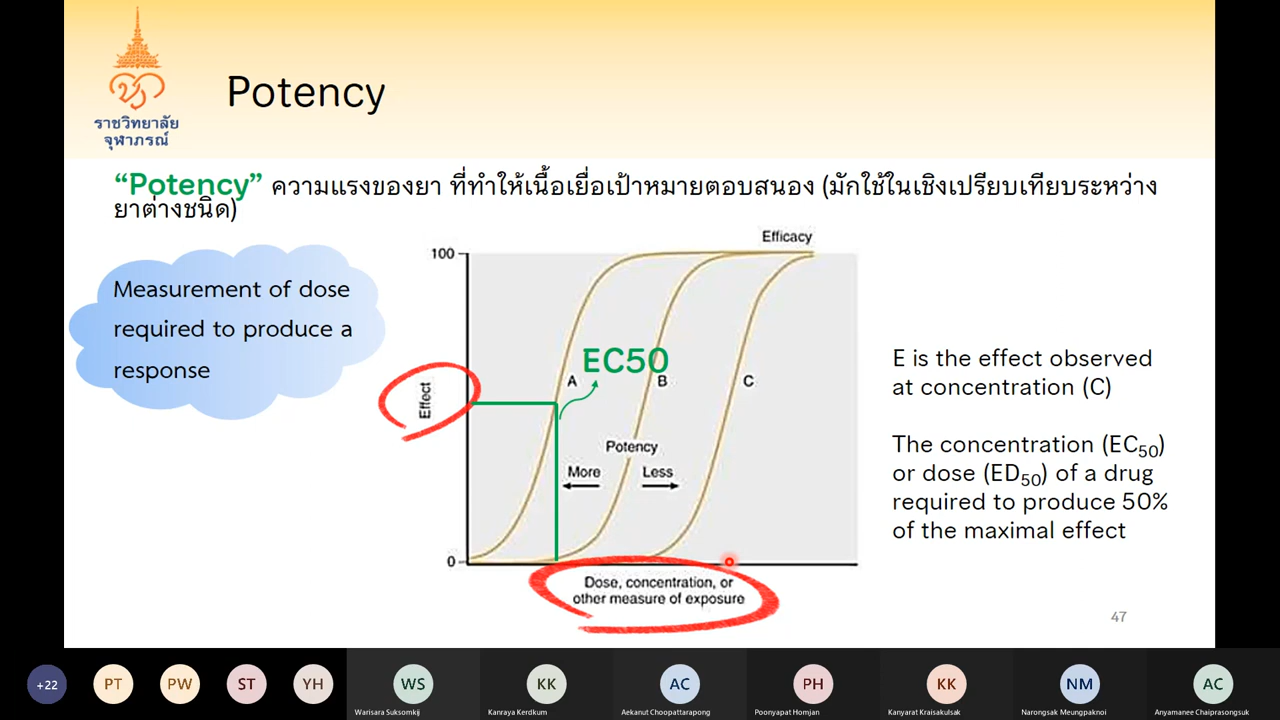 ราชวิทยาลัย
จุฬาภรณ์
Potency
“Potency” ความแรงของยา ที่ทำให้เนื้อเยื่อเป้าหมายตอบสนอง (มักใช้ในเชิงเปรียบเทียบระหว่าง
ยาต่างชนิด)
Measurement of dose
required to produce a
response
Efficacy
100
EC50
A
B
C
Effect
Potency
More
Less
0
Dose, concentration, or
other measure of exposure
E is the effect observed
at concentration (C)
The concentration (EC50)
or dose (ED50) of a drug
required to produce 50%
of the maximal effect
47
+22
PT
PW
ST
YH
WS
KK
AC
PH
KK
NM
AC
Warisara Suksomkij
Kanraya Kerdkum
Aekanut Choopattarapong
Poonyapat Homjan
Kanyarat Kraisakulsak
Narongsak Meungpaknoi
Anyamanee Chaiprasongsuk